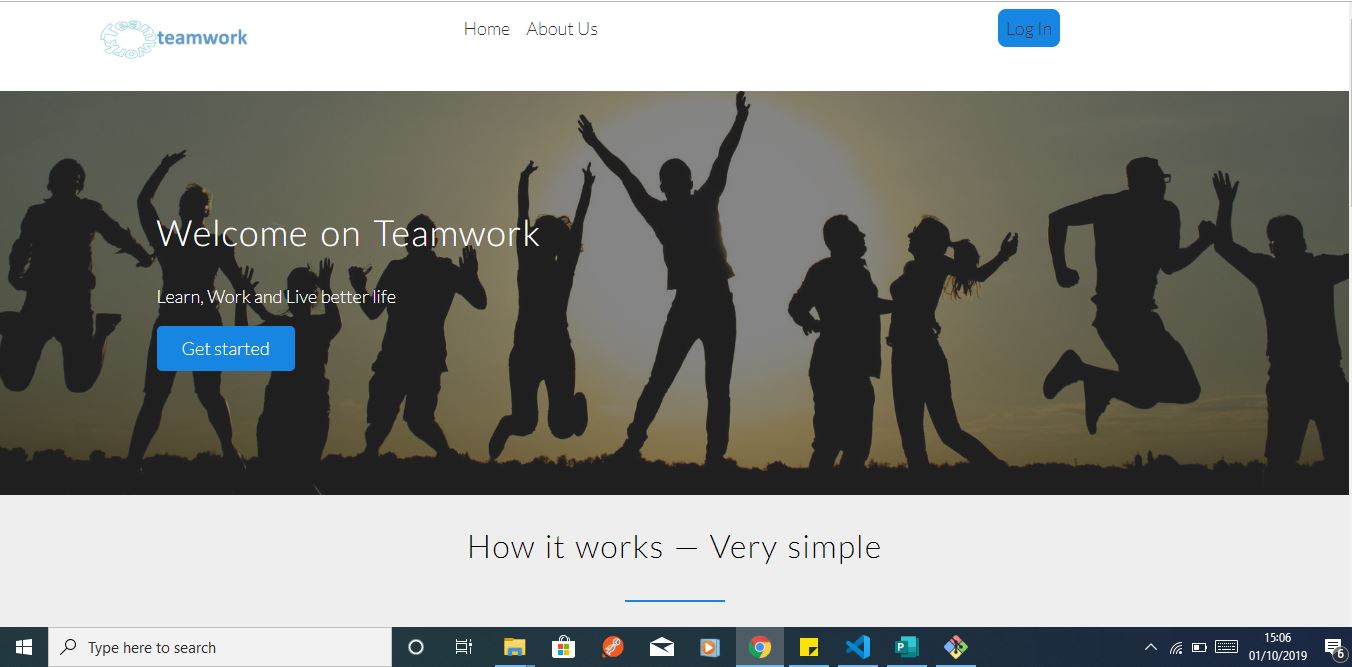 Teamwork
teamwork
Home
About Us
Log In
Welcome on Teamwork
Learn, Work and Live better life
Get started
How it works — Very simple
Type here to search
P
15:06
01/10/2019
6